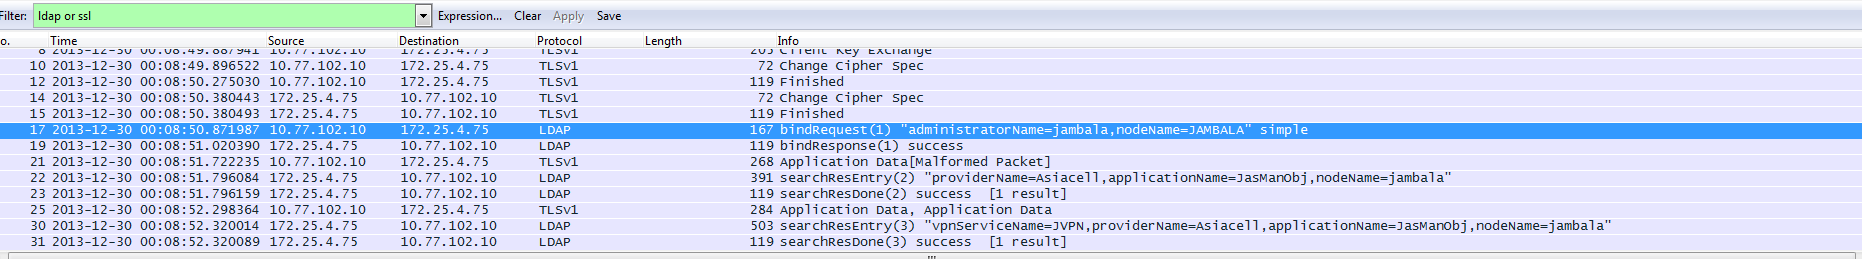 Filter: ldap or ssl Expression... Clear Apply Save
o. Time Source Destination Protocol Length Info
8 2013-12-30 00:08:49.887941 10.77.102.10 172.25.4.75 TLSv1 205 Client Key Exchange
10 2013-12-30 00:08:49.896522 10.77.102.10 172.25.4.75 TLSv1 72 Change Cipher Spec
12 2013-12-30 00:08:50.275030 10.77.102.10 172.25.4.75 TLSv1 119 Finished
14 2013-12-30 00:08:50.380443 172.25.4.75 10.77.102.10 TLSv1 72 Change Cipher Spec
15 2013-12-30 00:08:50.380493 172.25.4.75 10.77.102.10 TLSv1 119 Finished
17 2013-12-30 00:08:50.871987 10.77.102.10 172.25.4.75 LDAP 167 bindRequest(1) "administratorName=jambala,nodeName=JAMBALA" simple
19 2013-12-30 00:08:51.020390 172.25.4.75 10.77.102.10 LDAP 119 bindResponse(1) success
21 2013-12-30 00:08:51.722235 10.77.102.10 172.25.4.75 TLSv1 268 Application Data[Malformed Packet]
22 2013-12-30 00:08:51.796084 172.25.4.75 10.77.102.10 LDAP 391 searchResEntry(2) "providerName=Asiacell,applicationName=JasManObj,nodeName=jambala"
23 2013-12-30 00:08:51.796159 172.25.4.75 10.77.102.10 LDAP 119 searchResDone(2) success [1 result]
25 2013-12-30 00:08:52.298364 10.77.102.10 172.25.4.75 TLSv1 284 Application Data, Application Data
30 2013-12-30 00:08:52.320014 172.25.4.75 10.77.102.10 LDAP 503 searchResEntry(3) "vpnServiceName=JVPN,providerName=Asiacell,applicationName=JasManObj,nodeName=jambala"
31 2013-12-30 00:08:52.320089 172.25.4.75 10.77.102.10 LDAP 119 searchResDone(3) success [1 result]